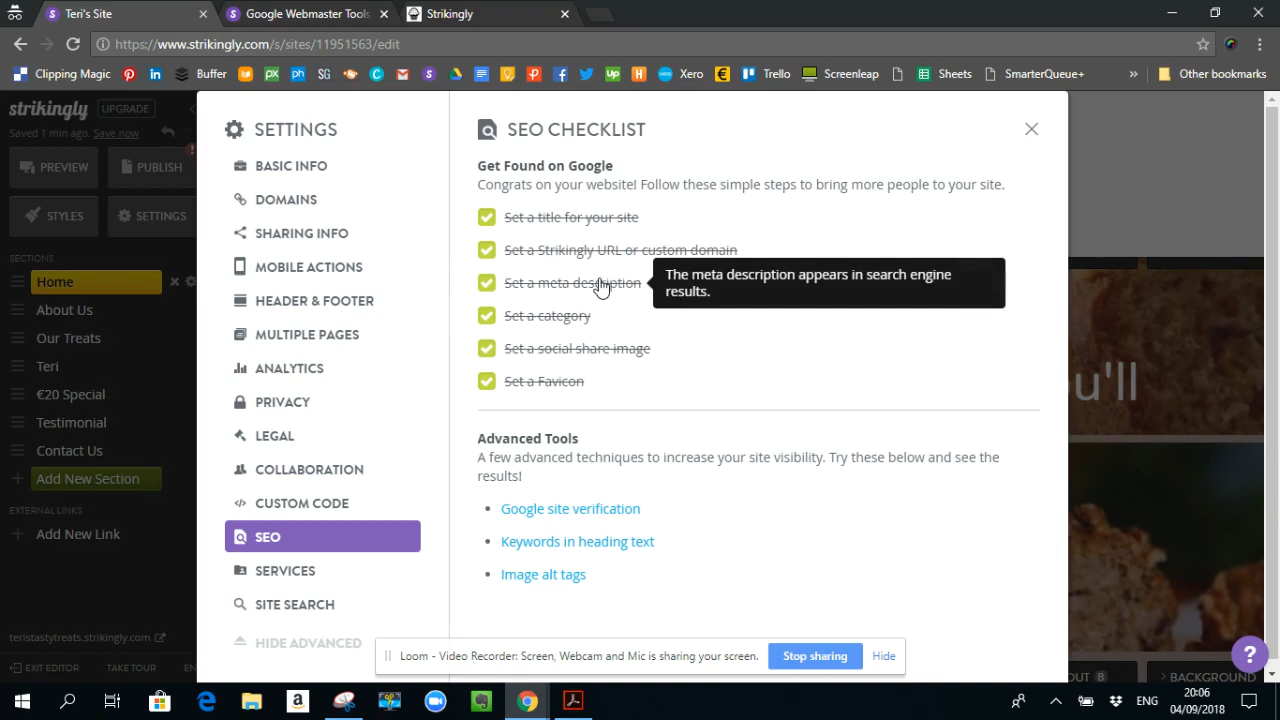 Teri's Site
Google Webmaster Tools
Strikingly
https://www.strikingly.com/s/sites/11951563/edit
Clipping Magic
Buffer
SG
Xero
Trello
Screenleap
Sheets
SmarterQueue+
»
Other bookmarks
strikingly
UPGRADE
Saved 1 min ago. Save now
PREVIEW
PUBLISH
STYLES
SETTINGS
SECTIONS
Home
About Us
Our Treats
Teri
€20 Special
Testimonial
Contact Us
Add New Section
EXTERNAL LINKS
Add New Link
teristastytreats.strikingly.com
EXIT EDITOR
TAKE TOUR
EN
SETTINGS
BASIC INFO
DOMAINS
SHARING INFO
MOBILE ACTIONS
HEADER & FOOTER
MULTIPLE PAGES
ANALYTICS
PRIVACY
LEGAL
COLLABORATION
CUSTOM CODE
SEO
SERVICES
SITE SEARCH
HIDE ADVANCED
SEO CHECKLIST
Get Found on Google
Congrats on your website! Follow these simple steps to bring more people to your site.
Set a title for your site
Set a Strikingly URL or custom domain
Set a meta description
The meta description appears in search engine
results.
Set a category
Set a social share image
Set a Favicon
Advanced Tools
A few advanced techniques to increase your site visibility. Try these below and see the
results!
Google site verification
Keywords in heading text
Image alt tags
ou'll
OUT
BACKGROUND
Loom - Video Recorder: Screen, Webcam and Mic is sharing your screen.
Stop sharing
Hide
ENG
20:06
04/09/2018